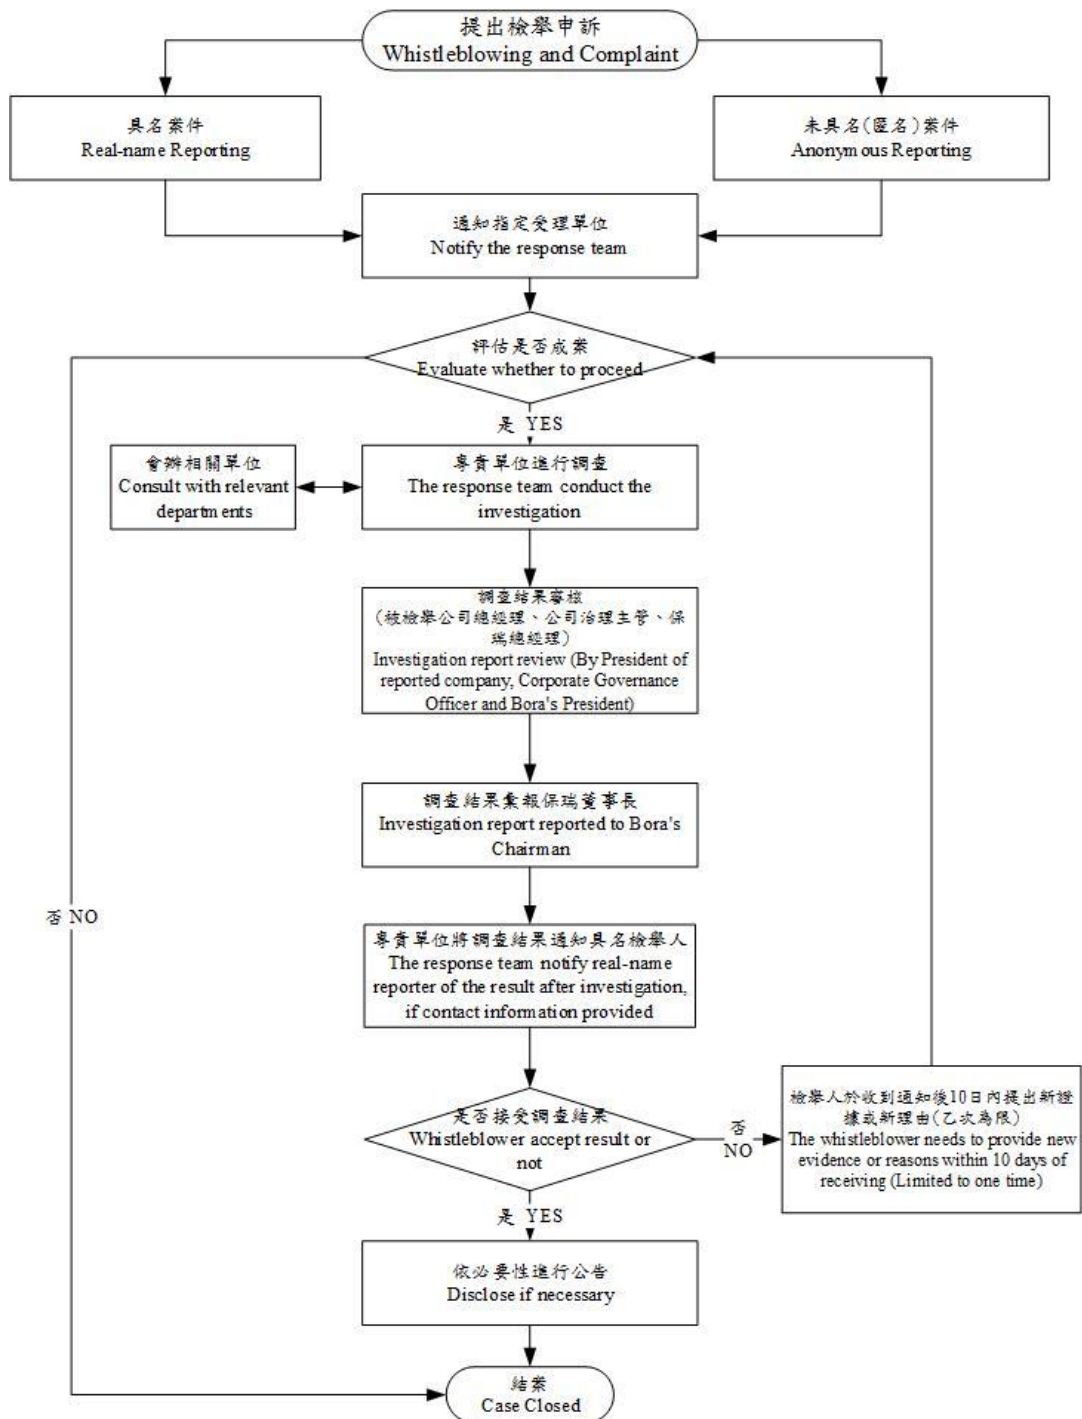 提出檢舉申訴
Whistleblowing and Complaint
具名案件
Real-name Reporting
未具名(匿名)案件
Anonymous Reporting
通知指定受理單位
Notify the response team
評估是否成案
Evaluate whether to proceed
是 YES
會辦相關單位
Consult with relevant
departments
專責單位進行調查
The response team conduct the
investigation
調查結果審核
(被檢舉公司總經理、公司治理主管、保
瑞總經理)
Investigation report review (By President of
reported company, Corporate Governance
Officer and Bora's President)
調查結果彙報保瑞董事長
Investigation report reported to Bora's
Chairman
否 NO
專責單位將調查結果通知具名檢舉人
The response team notify real-name
reporter of the result after investigation,
if contact information provided
是否接受調查結果
Whistleblower accept result or
not
否
NO
檢舉人於收到通知後10日內提出新證
據或新理由(乙次為限)
The whistleblower needs to provide new
evidence or reasons within 10 days of
receiving (Limited to one time)
是 YES
依必要性進行公告
Disclose if necessary
結案
Case Closed